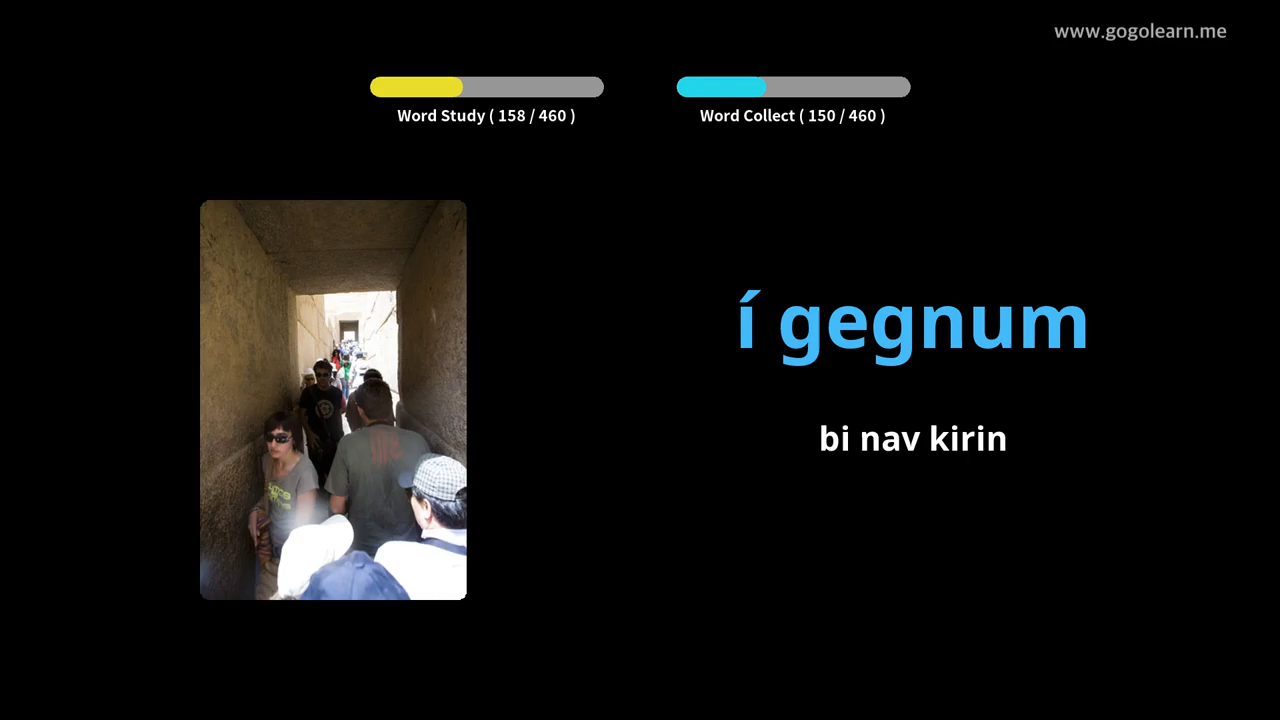 www.gogolearn.me
Word Study ( 158 / 460 )
Word Collect ( 150 / 460 )
í gegnum
bi nav kirin